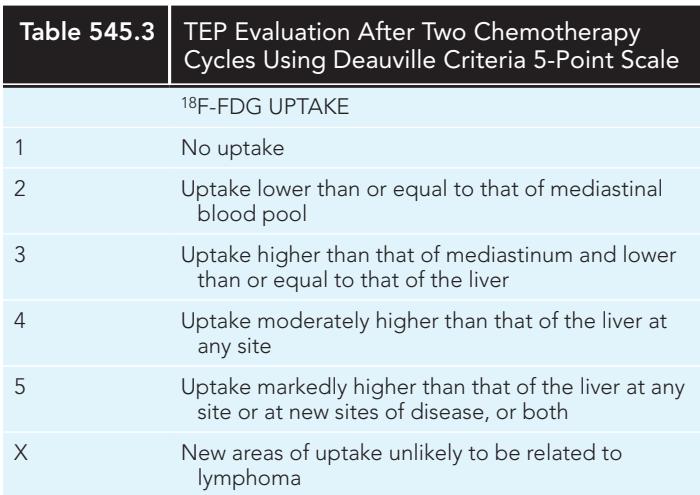 Table 545.3 TEP Evaluation After Two Chemotherapy
Cycles Using Deauville Criteria 5-Point Scale
¹⁸F-FDG UPTAKE
1 No uptake
2 Uptake lower than or equal to that of mediastinal
blood pool
3 Uptake higher than that of mediastinum and lower
than or equal to that of the liver
4 Uptake moderately higher than that of the liver at
any site
5 Uptake markedly higher than that of the liver at any
site or at new sites of disease, or both
X New areas of uptake unlikely to be related to
lymphoma